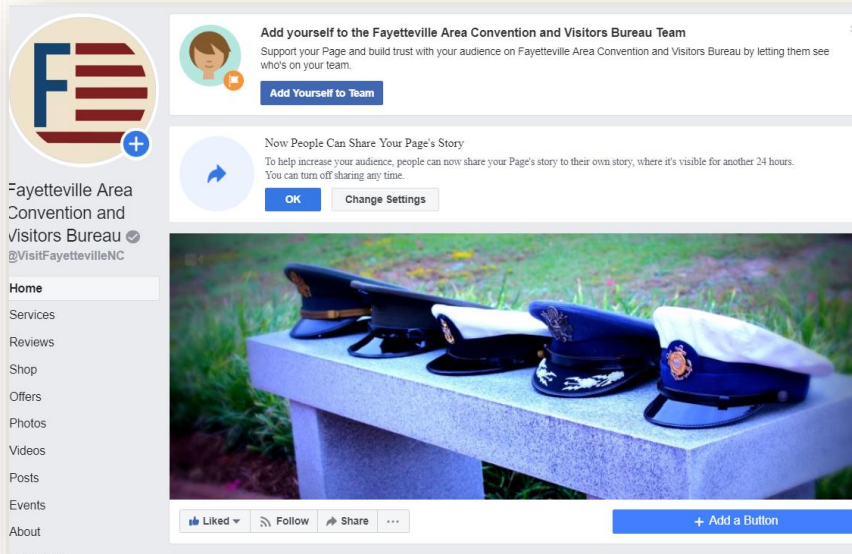 F
Fayetteville Area
Convention and
Visitors Bureau
@VisitFayettevilleNC
Home
Services
Reviews
Shop
Offers
Photos
Videos
Posts
Events
About
Add yourself to the Fayetteville Area Convention and Visitors Bureau Team
Support your Page and build trust with your audience on Fayetteville Area Convention and Visitors Bureau by letting them see
who's on your team.
Add Yourself to Team
Now People Can Share Your Page's Story
To help increase your audience, people can now share your Page's story to their own story, where it's visible for another 24 hours.
You can turn off sharing any time.
OK Change Settings
Liked Follow Share ... + Add a Button